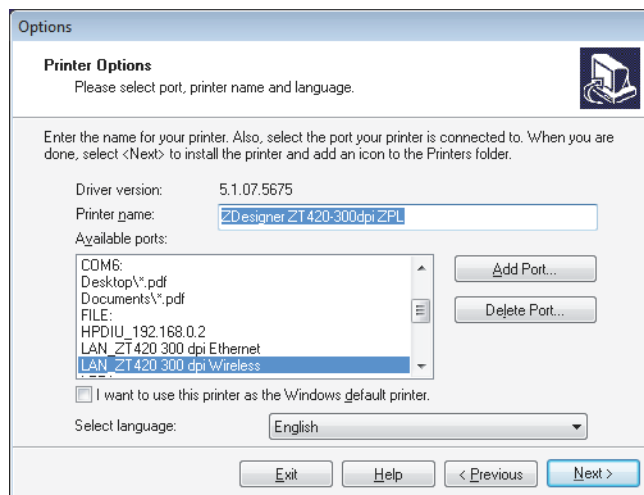 Options
Printer Options
Please select port, printer name and language.
Enter the name for your printer. Also, select the port your printer is connected to. When you are
done, select <Next> to install the printer and add an icon to the Printers folder.
Driver version: 5.1.07.5675
Printer name: ZDesigner ZT420-300dpi ZPL
Available ports:
COM6:
Desktop\*.pdf
Documents\*.pdf
FILE:
HPDIU_192.168.0.2
LAN_ZT420 300 dpi Ethernet
LAN_ZT420 300 dpi Wireless
Add Port...
Delete Port...
I want to use this printer as the Windows default printer.
Select language: English
Exit Help < Previous Next >